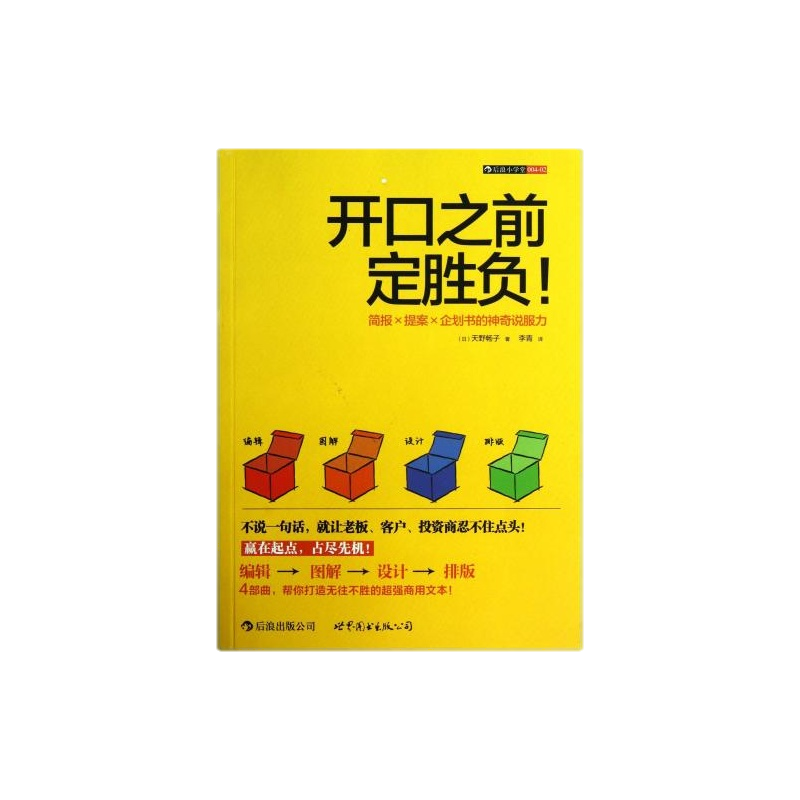 后浪小学堂 004-02
开口之前
定胜负！
简报×提案×企划书的神奇说服力
〔日〕天野畅子 著 李青 译
编辑 图解 设计 排版
不说一句话，就让老板、客户、投资商忍不住点头！
赢在起点，占尽先机！
编辑 → 图解 → 设计 → 排版
4部曲，帮你打造无往不胜的超强商用文本！
后浪出版公司 世界图书出版公司